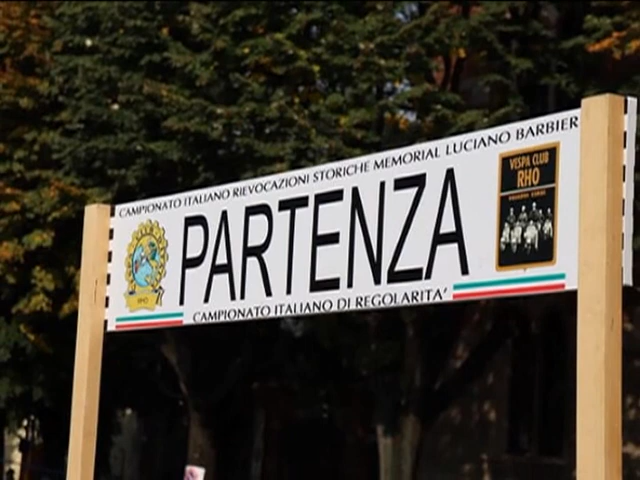 CAMPIONATO ITALIANO RIEVOCAZIONI STORICHE MEMORIAL LUCIANO BARBIER
PARTENZA
CAMPIONATO ITALIANO DI REGOLARITA'
VESPA CLUB
RHO
RHO